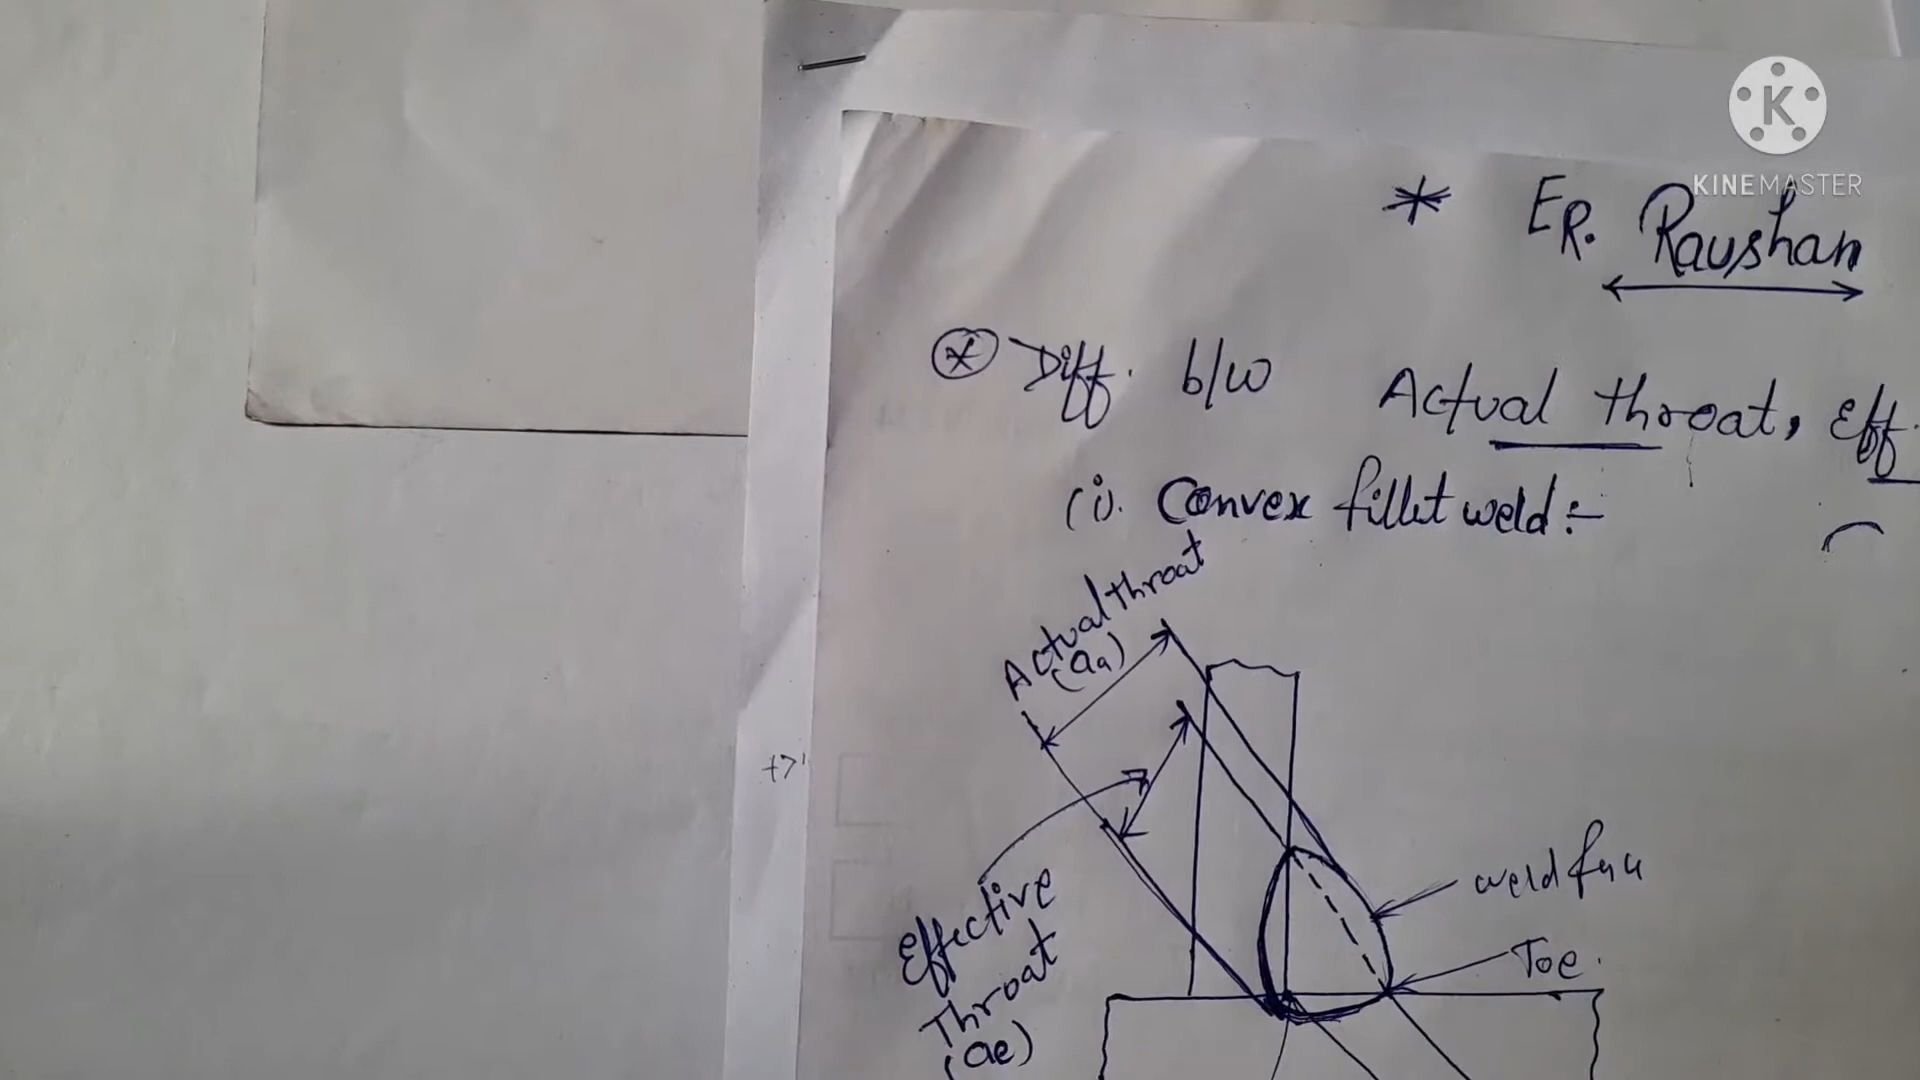 KINEMASTER
* ER. Raushan
* Diff. b/w Actual throat, Eff.
(i). Convex fillet weld :-
Actual throat
(aa)
weld face
Effective
Throat
(ae)
Toe.